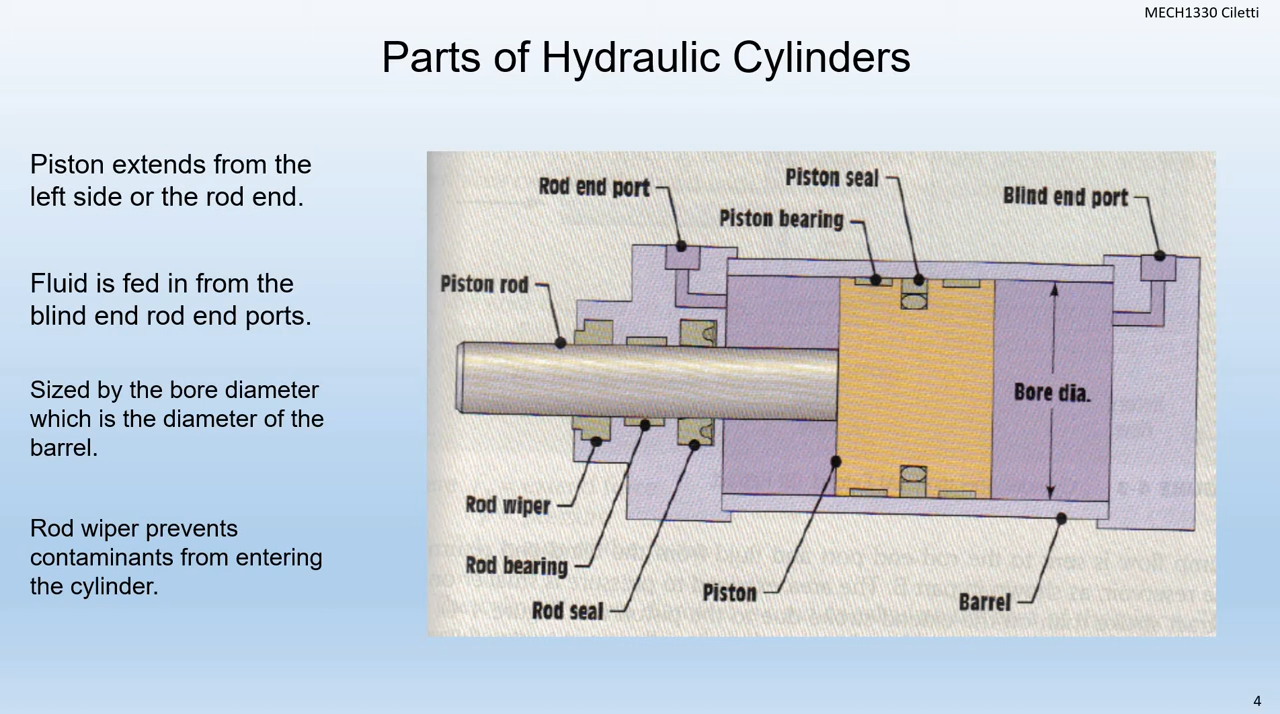 MECH1330 Ciletti
Parts of Hydraulic Cylinders
Piston extends from the
left side or the rod end.
Fluid is fed in from the
blind end rod end ports.
Sized by the bore diameter
which is the diameter of the
barrel.
Rod wiper prevents
contaminants from entering
the cylinder.
Rod end port
Piston seal
Blind end port
Piston bearing
Piston rod
Bore dia.
Rod wiper
Rod bearing
Rod seal
Piston
Barrel
4